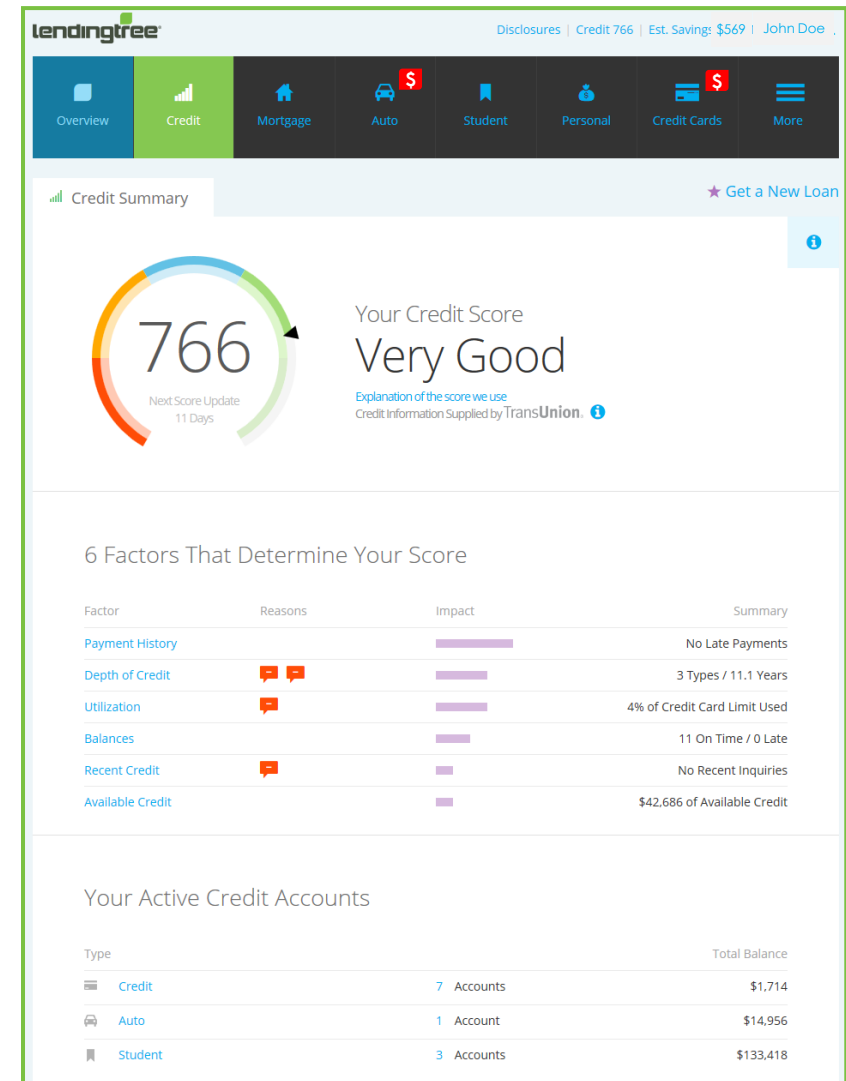 lendingtree
Disclosures | Credit 766 | Est. Savings $569 | John Doe
Overview Credit Mortgage Auto $ Student Personal Credit Cards $ More
Credit Summary
Get a New Loan
766
Next Score Update
11 Days
Your Credit Score
Very Good
Explanation of the score we use
Credit Information Supplied by TransUnion.
6 Factors That Determine Your Score
Factor Reasons Impact Summary
Payment History No Late Payments
Depth of Credit 3 Types / 11.1 Years
Utilization 4% of Credit Card Limit Used
Balances 11 On Time / 0 Late
Recent Credit No Recent Inquiries
Available Credit $42,686 of Available Credit
Your Active Credit Accounts
Type Total Balance
Credit 7 Accounts $1,714
Auto 1 Account $14,956
Student 3 Accounts $133,418